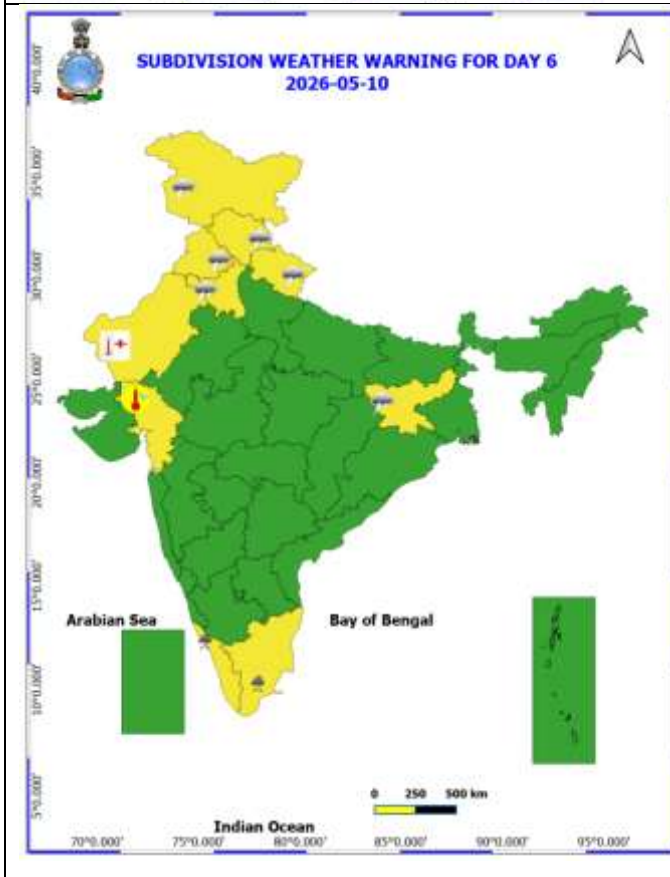 SUBDIVISION WEATHER WARNING FOR DAY 6
2026-05-10
40°0.000'
35°0.000'
30°0.000'
25°0.000'
20°0.000'
15°0.000'
10°0.000'
5°0.000'
Arabian Sea
Bay of Bengal
0 250 500 km
Indian Ocean
70°0.000' 75°0.000' 80°0.000' 85°0.000' 90°0.000' 95°0.000'